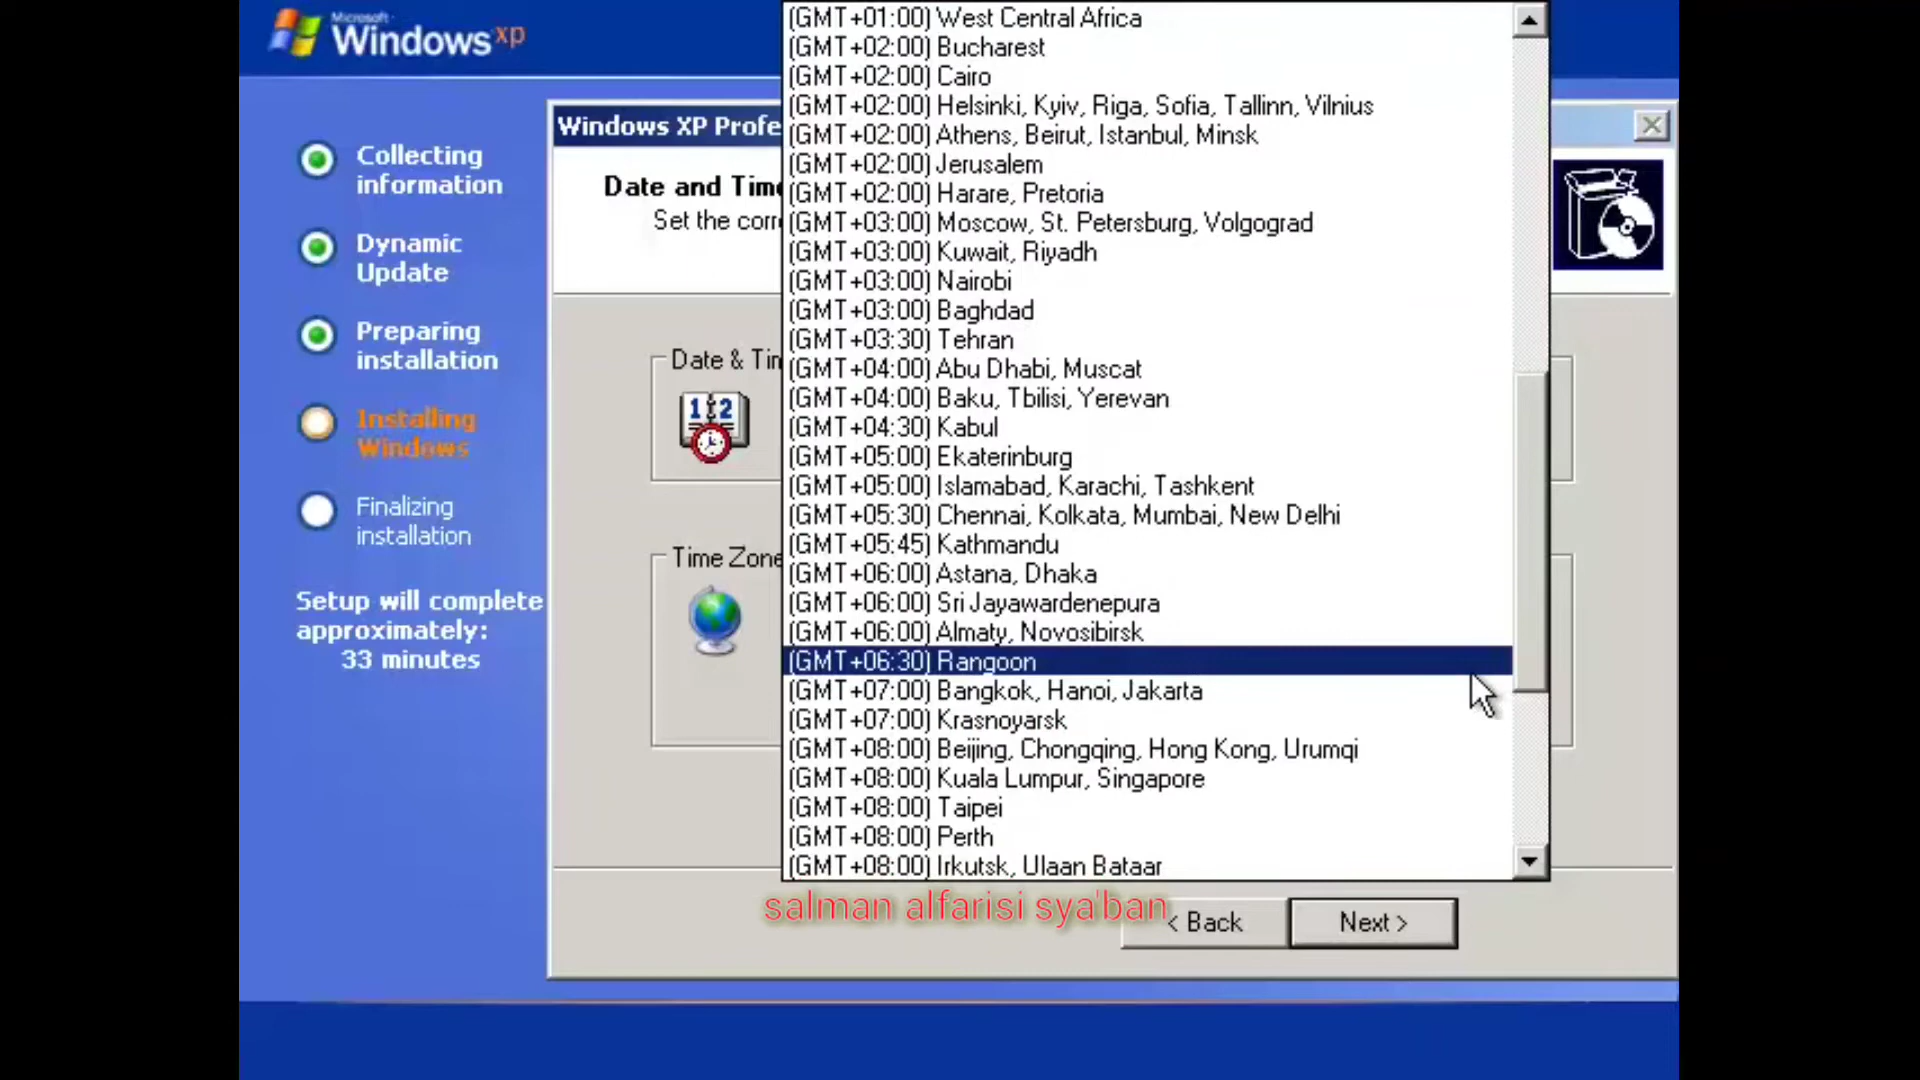 Microsoft
Windows xp
Collecting
information
Dynamic
Update
Preparing
installation
Installing
Windows
Finalizing
installation
Setup will complete
approximately:
33 minutes
Windows XP Profe
Date and Time
Set the corr
Date & Tim
12
Time Zone
(GMT+01:00) West Central Africa
(GMT+02:00) Bucharest
(GMT+02:00) Cairo
(GMT+02:00) Helsinki, Kyiv, Riga, Sofia, Tallinn, Vilnius
(GMT+02:00) Athens, Beirut, Istanbul, Minsk
(GMT+02:00) Jerusalem
(GMT+02:00) Harare, Pretoria
(GMT+03:00) Moscow, St. Petersburg, Volgograd
(GMT+03:00) Kuwait, Riyadh
(GMT+03:00) Nairobi
(GMT+03:00) Baghdad
(GMT+03:30) Tehran
(GMT+04:00) Abu Dhabi, Muscat
(GMT+04:00) Baku, Tbilisi, Yerevan
(GMT+04:30) Kabul
(GMT+05:00) Ekaterinburg
(GMT+05:00) Islamabad, Karachi, Tashkent
(GMT+05:30) Chennai, Kolkata, Mumbai, New Delhi
(GMT+05:45) Kathmandu
(GMT+06:00) Astana, Dhaka
(GMT+06:00) Sri Jayawardenepura
(GMT+06:00) Almaty, Novosibirsk
(GMT+06:30) Rangoon
(GMT+07:00) Bangkok, Hanoi, Jakarta
(GMT+07:00) Krasnoyarsk
(GMT+08:00) Beijing, Chongqing, Hong Kong, Urumqi
(GMT+08:00) Kuala Lumpur, Singapore
(GMT+08:00) Taipei
(GMT+08:00) Perth
(GMT+08:00) Irkutsk, Ulaan Bataar
salman alfarisi sya'ban
< Back
Next >